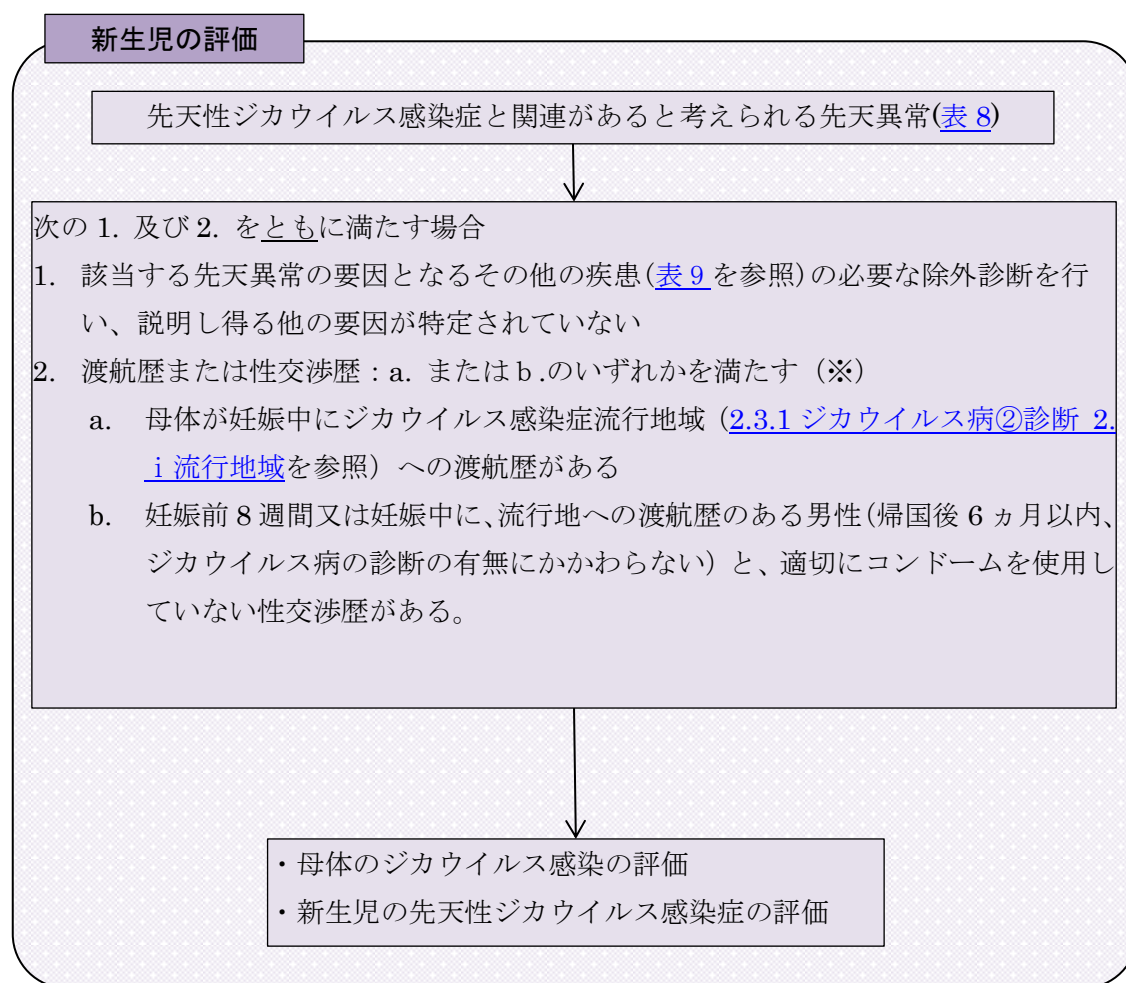 新生児の評価
先天性ジカウイルス感染症と関連があると考えられる先天異常(表 8)
次の 1. 及び 2. をともに満たす場合
1. 該当する先天異常の要因となるその他の疾患(表 9 を参照)の必要な除外診断を行
い、説明し得る他の要因が特定されていない
2. 渡航歴または性交渉歴：a. またはｂ.のいずれかを満たす（※）
a. 母体が妊娠中にジカウイルス感染症流行地域（2.3.1 ジカウイルス病②診断 2.
ⅰ流行地域を参照）への渡航歴がある
b. 妊娠前 8 週間又は妊娠中に、流行地への渡航歴のある男性(帰国後 6 ヵ月以内、
ジカウイルス病の診断の有無にかかわらない）と、適切にコンドームを使用し
ていない性交渉歴がある。
・母体のジカウイルス感染の評価
・新生児の先天性ジカウイルス感染症の評価